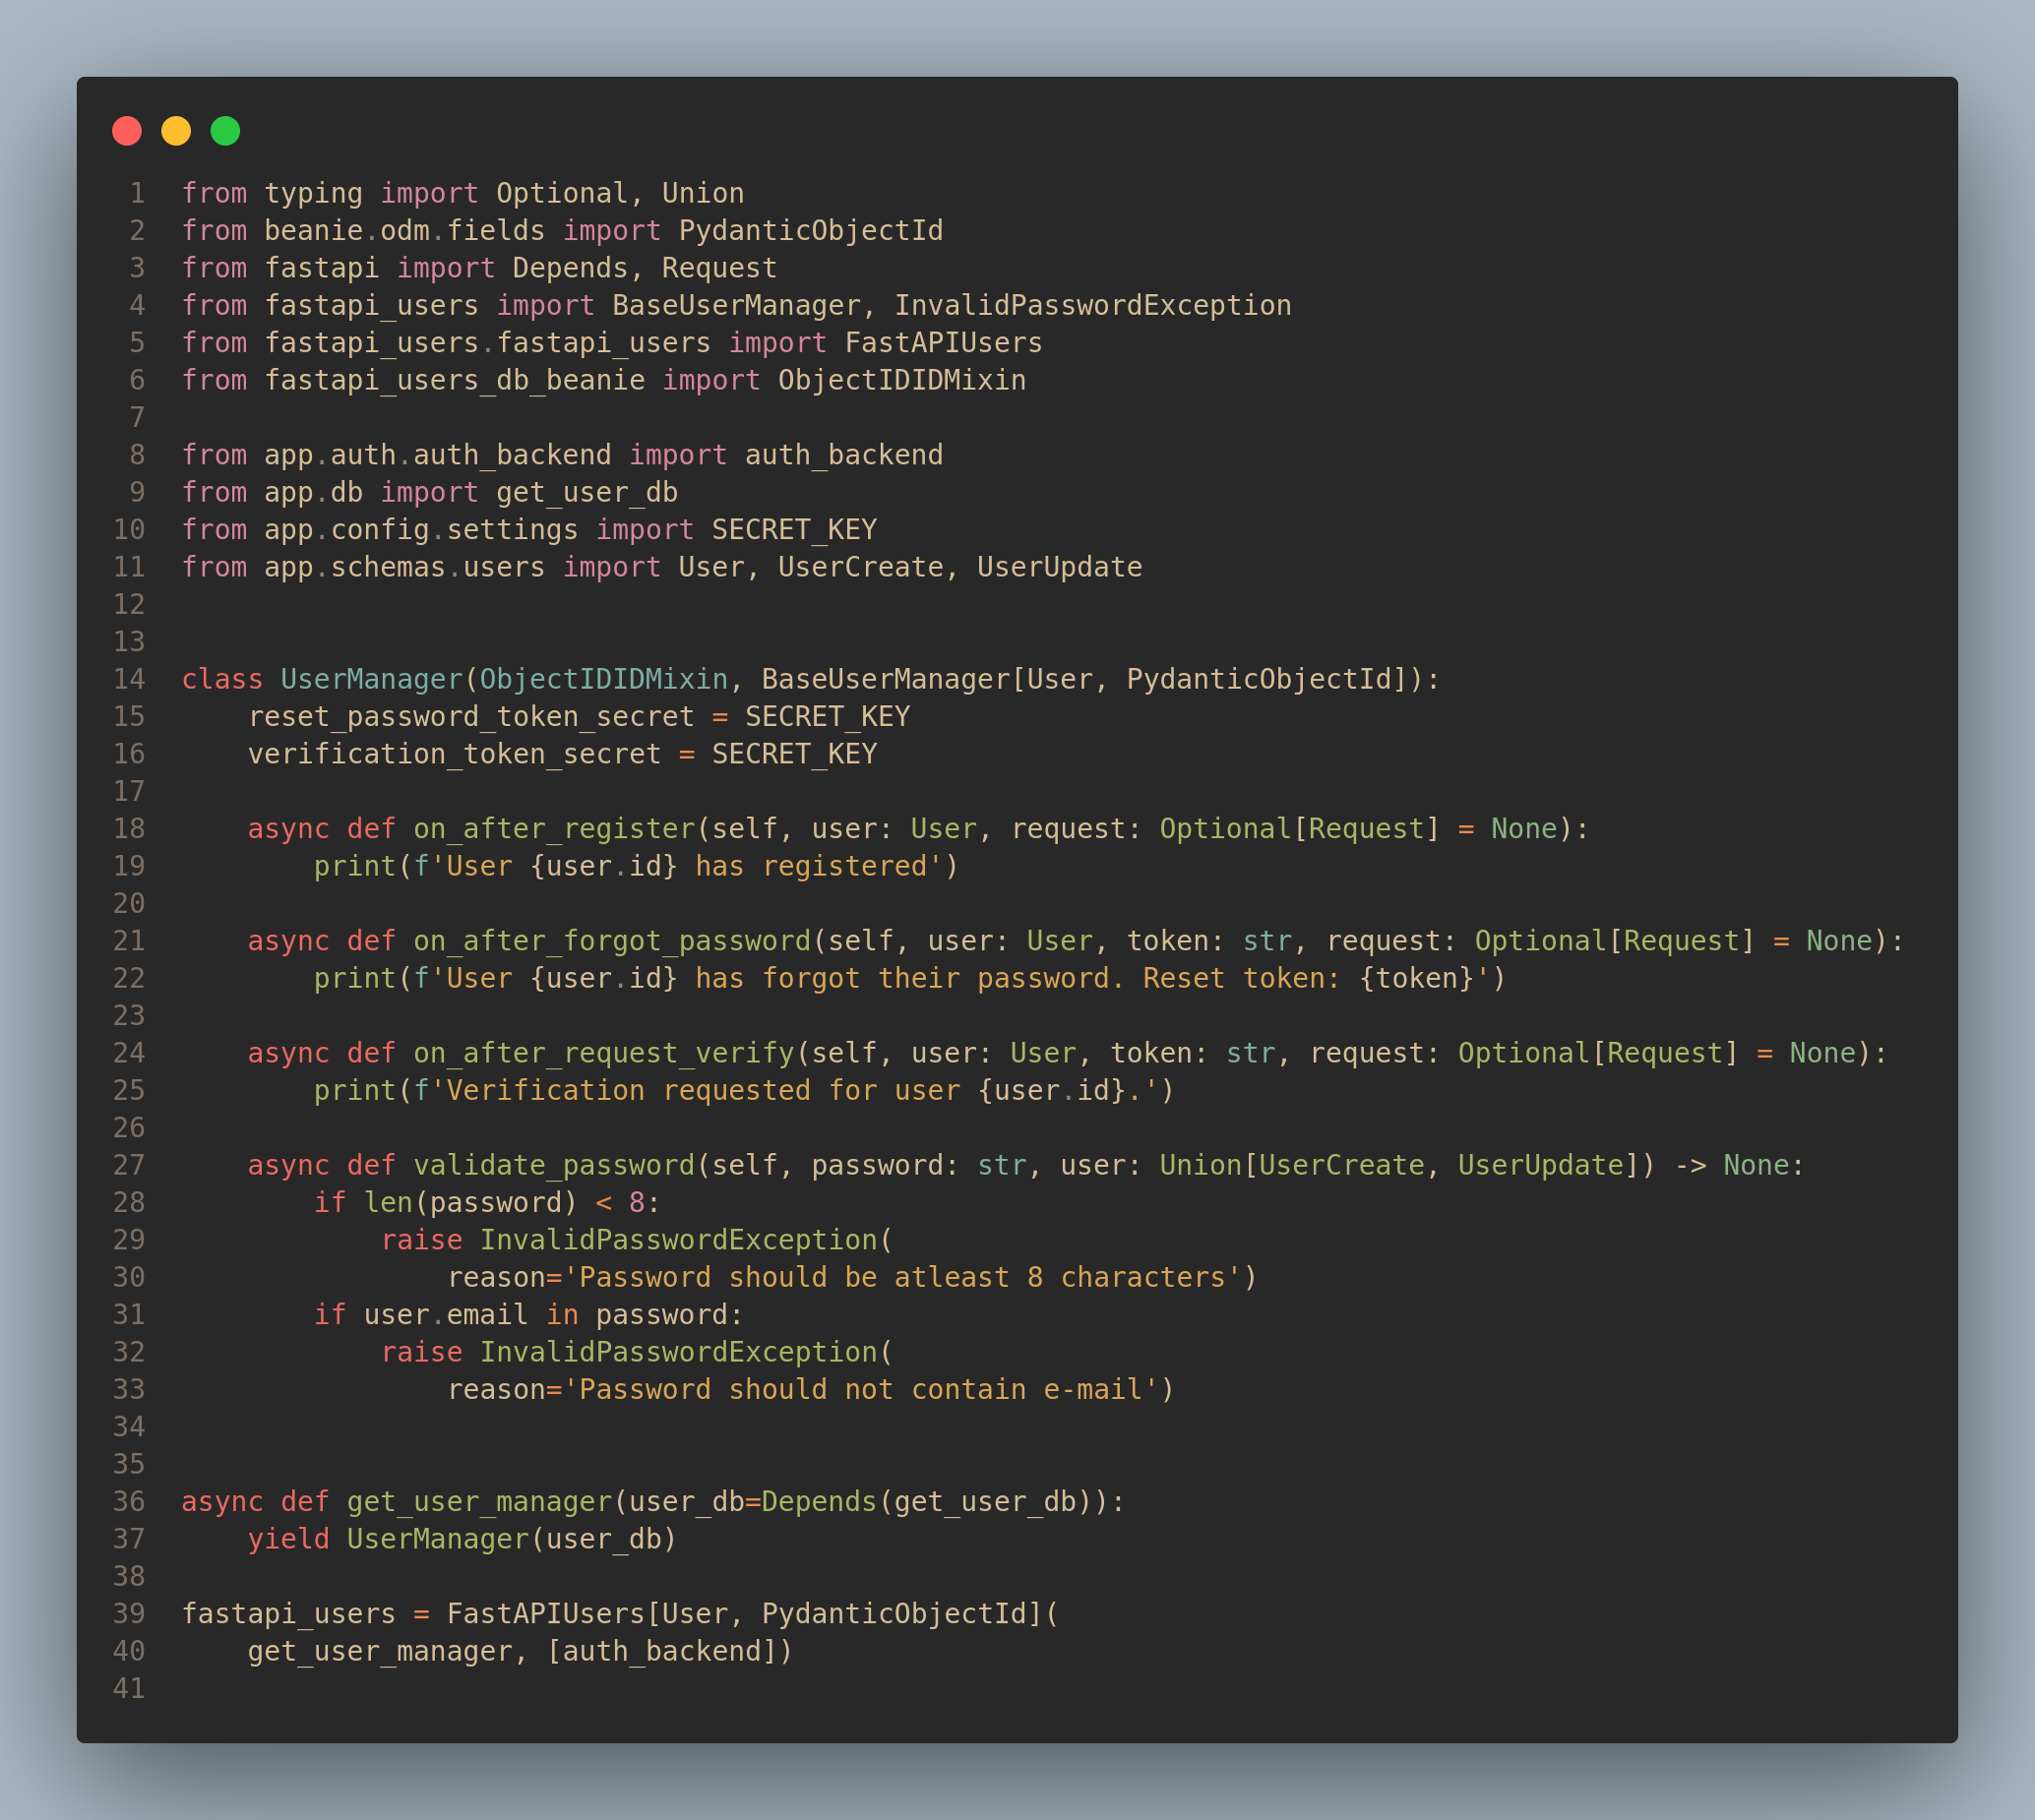 1 from typing import Optional, Union
2 from beanie.odm.fields import PydanticObjectId
3 from fastapi import Depends, Request
4 from fastapi_users import BaseUserManager, InvalidPasswordException
5 from fastapi_users.fastapi_users import FastAPIUsers
6 from fastapi_users_db_beanie import ObjectIDIDMixin
7
8 from app.auth.auth_backend import auth_backend
9 from app.db import get_user_db
10 from app.config.settings import SECRET_KEY
11 from app.schemas.users import User, UserCreate, UserUpdate
12
13
14 class UserManager(ObjectIDIDMixin, BaseUserManager[User, PydanticObjectId]):
15     reset_password_token_secret = SECRET_KEY
16     verification_token_secret = SECRET_KEY
17
18     async def on_after_register(self, user: User, request: Optional[Request] = None):
19         print(f'User {user.id} has registered')
20
21     async def on_after_forgot_password(self, user: User, token: str, request: Optional[Request] = None):
22         print(f'User {user.id} has forgot their password. Reset token: {token}')
23
24     async def on_after_request_verify(self, user: User, token: str, request: Optional[Request] = None):
25         print(f'Verification requested for user {user.id}.')
26
27     async def validate_password(self, password: str, user: Union[UserCreate, UserUpdate]) -> None:
28         if len(password) < 8:
29             raise InvalidPasswordException(
30                 reason='Password should be atleast 8 characters')
31         if user.email in password:
32             raise InvalidPasswordException(
33                 reason='Password should not contain e-mail')
34
35
36 async def get_user_manager(user_db=Depends(get_user_db)):
37     yield UserManager(user_db)
38
39 fastapi_users = FastAPIUsers[User, PydanticObjectId](
40     get_user_manager, [auth_backend])
41